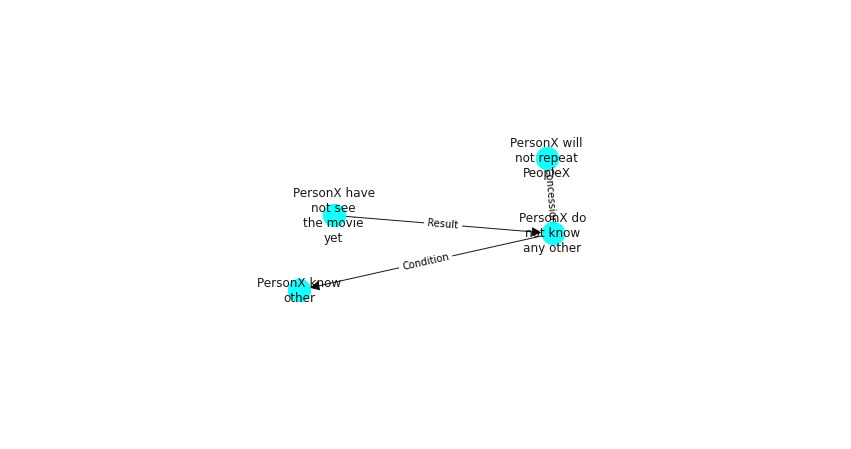 PersonX will
not repeat
PeopleX
PersonX have
not see
the movie
yet
Result
Concession
PersonX do
not know
any other
Condition
PersonX know
other